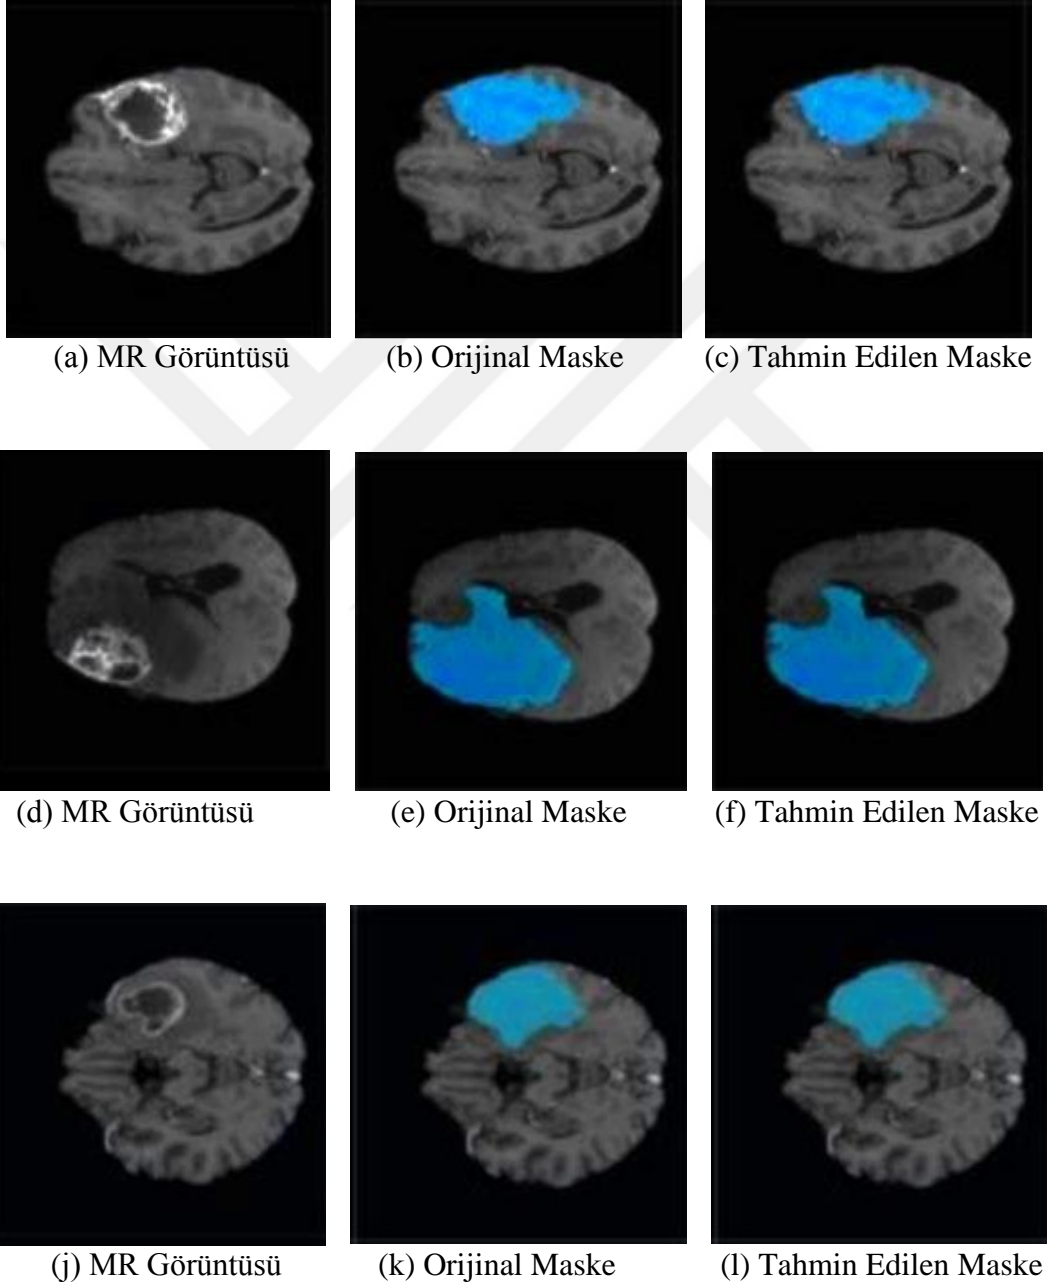 (a) MR Görüntüsü (b) Orijinal Maske (c) Tahmin Edilen Maske
(d) MR Görüntüsü (e) Orijinal Maske (f) Tahmin Edilen Maske
(j) MR Görüntüsü (k) Orijinal Maske (l) Tahmin Edilen Maske